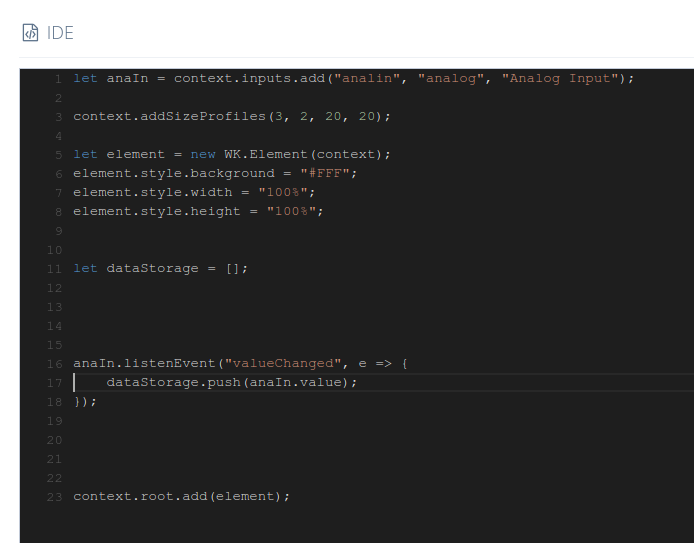 IDE
1 let anaIn = context.inputs.add("analin", "analog", "Analog Input");
2
3 context.addSizeProfiles(3, 2, 20, 20);
4
5 let element = new WK.Element(context);
6 element.style.background = "#FFF";
7 element.style.width = "100%";
8 element.style.height = "100%";
9
10
11 let dataStorage = [];
12
13
14
15
16 anaIn.listenEvent("valueChanged", e => {
17     dataStorage.push(anaIn.value);
18 });
19
20
21
22
23 context.root.add(element);